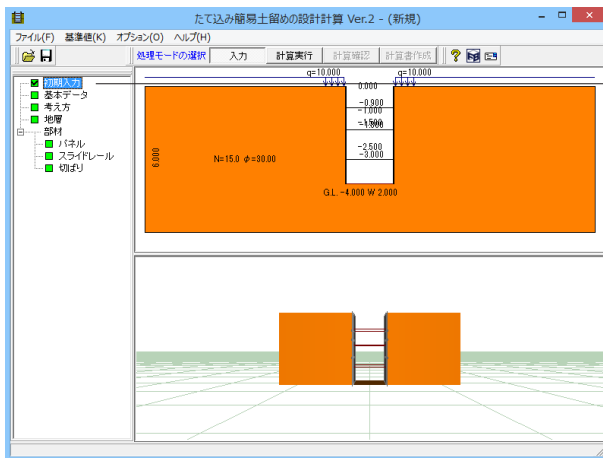 たて込み簡易土留めの設計計算 Ver.2 - (新規)
ファイル(F) 基準値(K) オプション(O) ヘルプ(H)
処理モードの選択 入力 計算実行 計算確認 計算書作成
初期入力
基本データ
考え方
地層
部材
パネル
スライドレール
切ばり
q=10.000 q=10.000
0.000
-0.900
-1.000
-2.500
-3.000
6.000
N=15.0 φ=30.00
G.L. -4.000 W 2.000